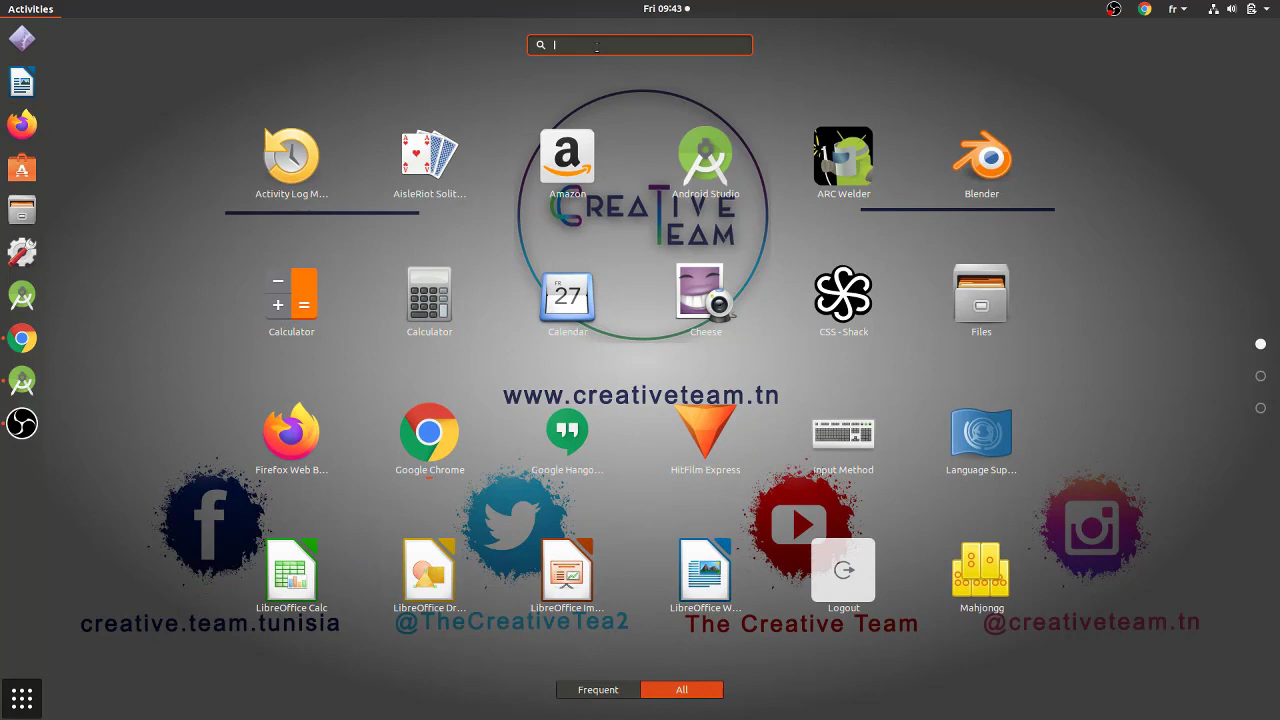 Activities
Fri 09:43
fr
Activity Log M...
AisleRiot Solit...
Amazon
Android Studio
ARC Welder
Blender
CREATIVE
TEAM
Calculator
Calculator
FR
27
Calendar
Cheese
CSS - Shack
Files
www.creativeteam.tn
Firefox Web B...
Google Chrome
Google Hango...
HitFilm Express
Input Method
Language Sup...
LibreOffice Calc
LibreOffice Dr...
LibreOffice Im...
LibreOffice W...
Logout
Mahjongg
creative.team.tunisia
@TheCreativeTea2
The Creative Team
@creativeteam.tn
Frequent
All